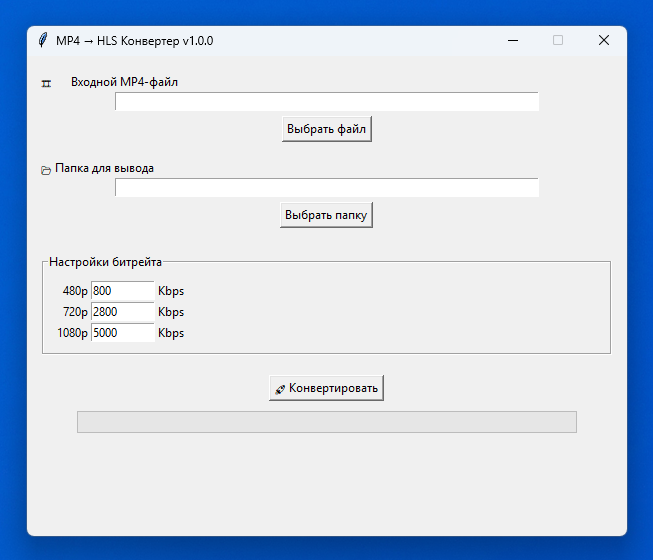 MP4 → HLS Конвертер v1.0.0
Входной MP4-файл
Выбрать файл
Папка для вывода
Выбрать папку
Настройки битрейта
480p 800 Kbps
720p 2800 Kbps
1080p 5000 Kbps
Конвертировать